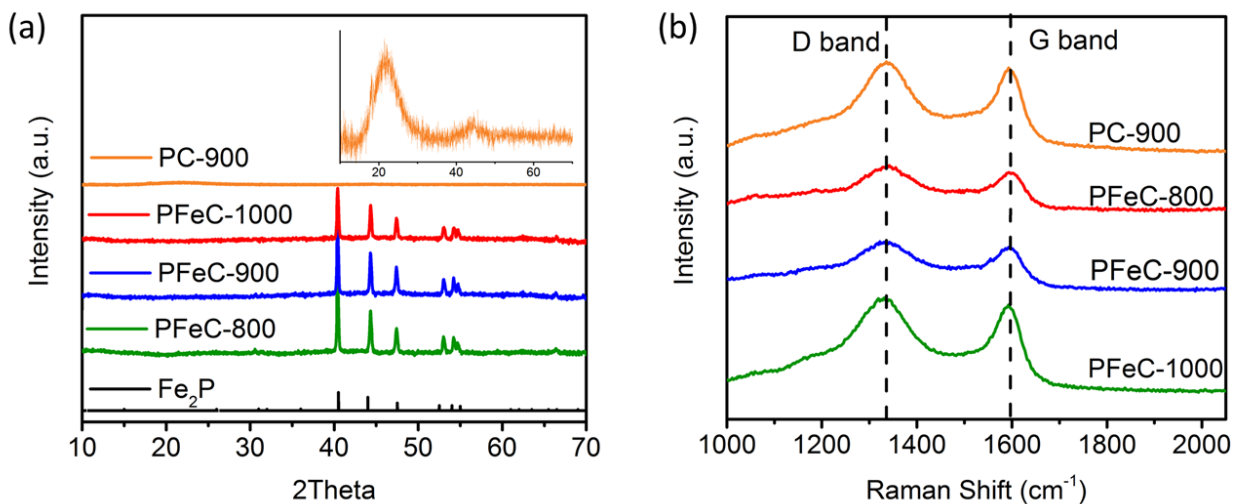 (a)
Intensity (a.u.)
20 40 60
PC-900
PFeC-1000
PFeC-900
PFeC-800
Fe₂P
10 20 30 40 50 60 70
2Theta
(b)
Intensity (a.u.)
D band
G band
PC-900
PFeC-800
PFeC-900
PFeC-1000
1000 1200 1400 1600 1800 2000
Raman Shift (cm⁻¹)